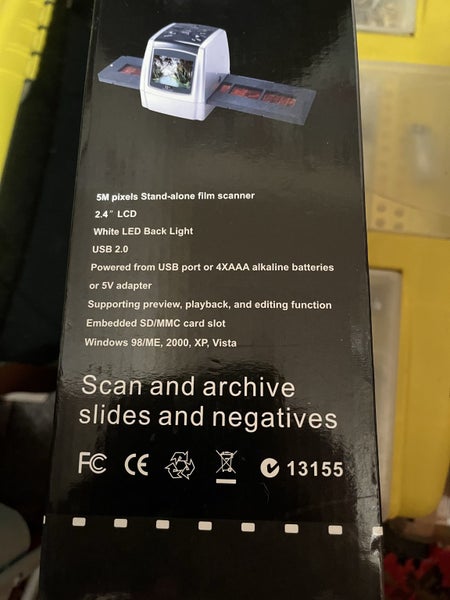 5M pixels Stand-alone film scanner
2.4" LCD
White LED Back Light
USB 2.0
Powered from USB port or 4XAAA alkaline batteries
or 5V adapter
Supporting preview, playback, and editing function
Embedded SD/MMC card slot
Windows 98/ME, 2000, XP, Vista
Scan and archive
slides and negatives
FC CE 13155